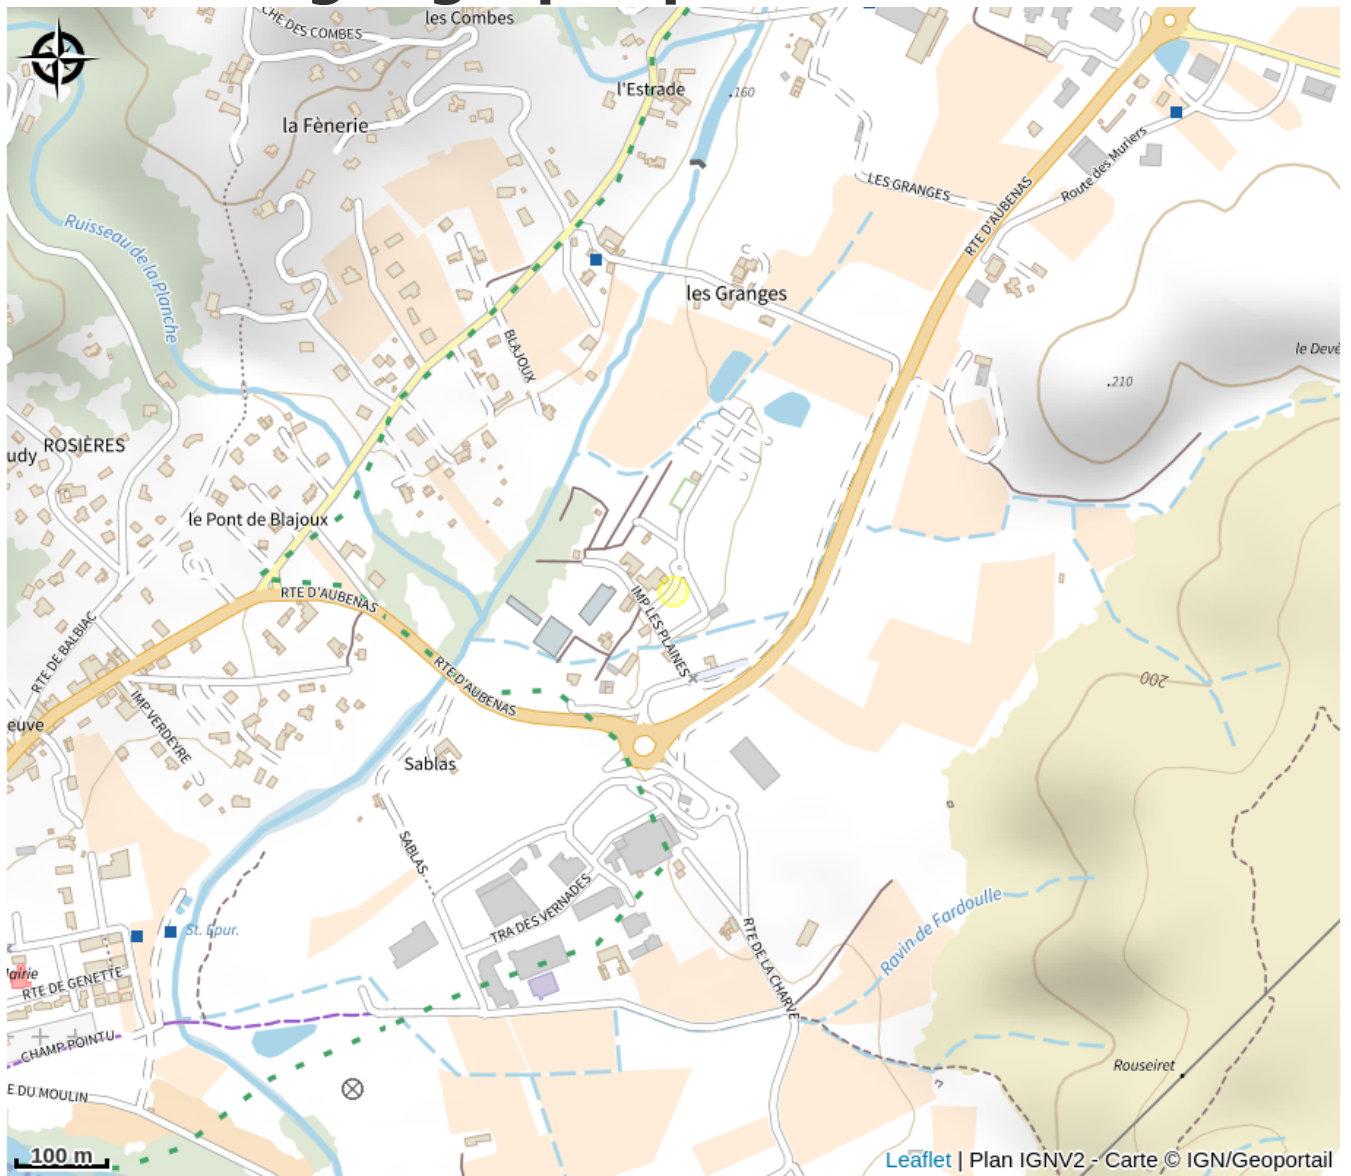 les Combes
CHE DES COMBES
l'Estrade
.160
la Fènerie
Route des Muriers
LES GRANGES
RTE D'AUBENAS
Ruisseau de la Planche
les Granges
BLAJOUX
le Devè
.210
ROSIÈRES
udy
le Pont de Blajoux
RTE D'AUBENAS
IMP LES PLAINES
RTE DE BALBIAC
RTE D'AUBENAS
200
IMP VERDEYRE
euve
Sablas
SABLAS
TRA DES VERNADES
Ravin de Fardoulle
St. Epur.
RTE DE LA CHARVE
Mairie
RTE DE GENETTE
CHAMP POINTU
Rouseiret
E DU MOULIN
100 m
Leaflet | Plan IGNV2 - Carte © IGN/Geoportail